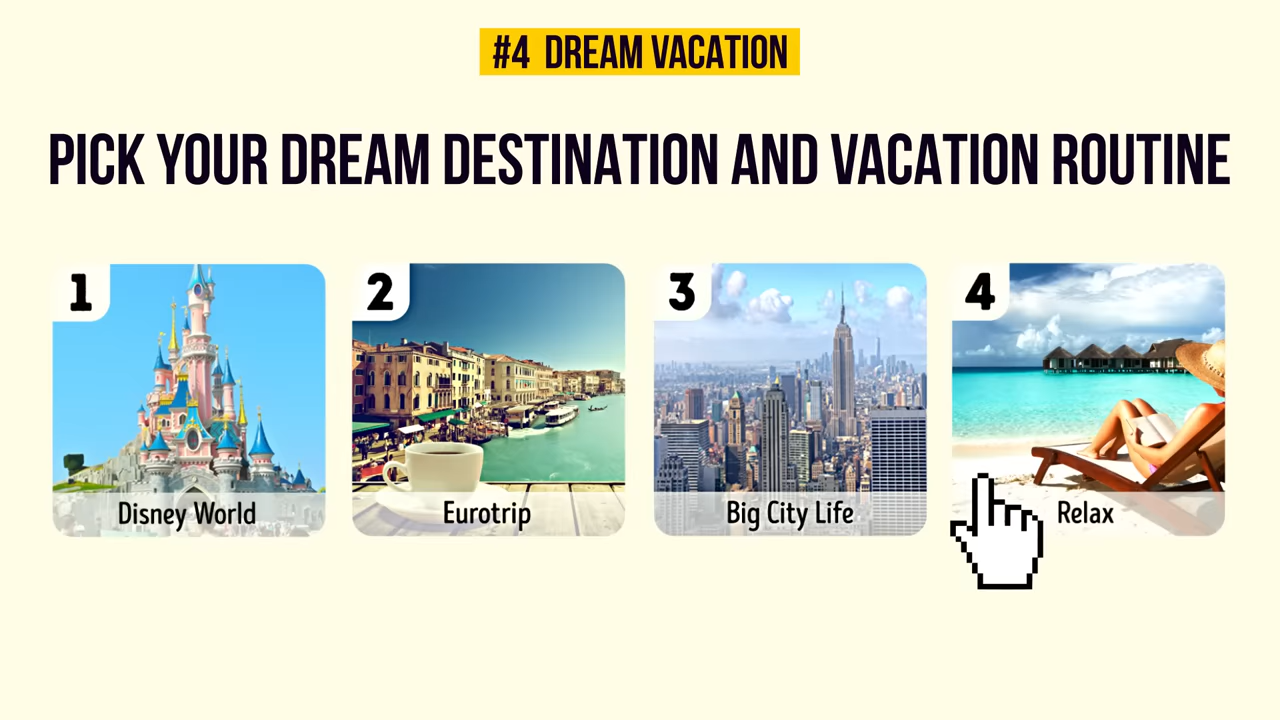 #4 DREAM VACATION
PICK YOUR DREAM DESTINATION AND VACATION ROUTINE
1
2
3
4
Disney World
Eurotrip
Big City Life
Relax